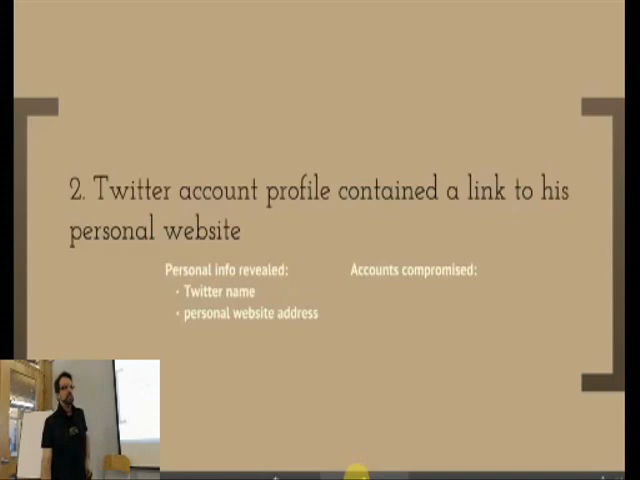 2. Twitter account profile contained a link to his
personal website
Personal info revealed:
Accounts compromised:
· Twitter name
· personal website address